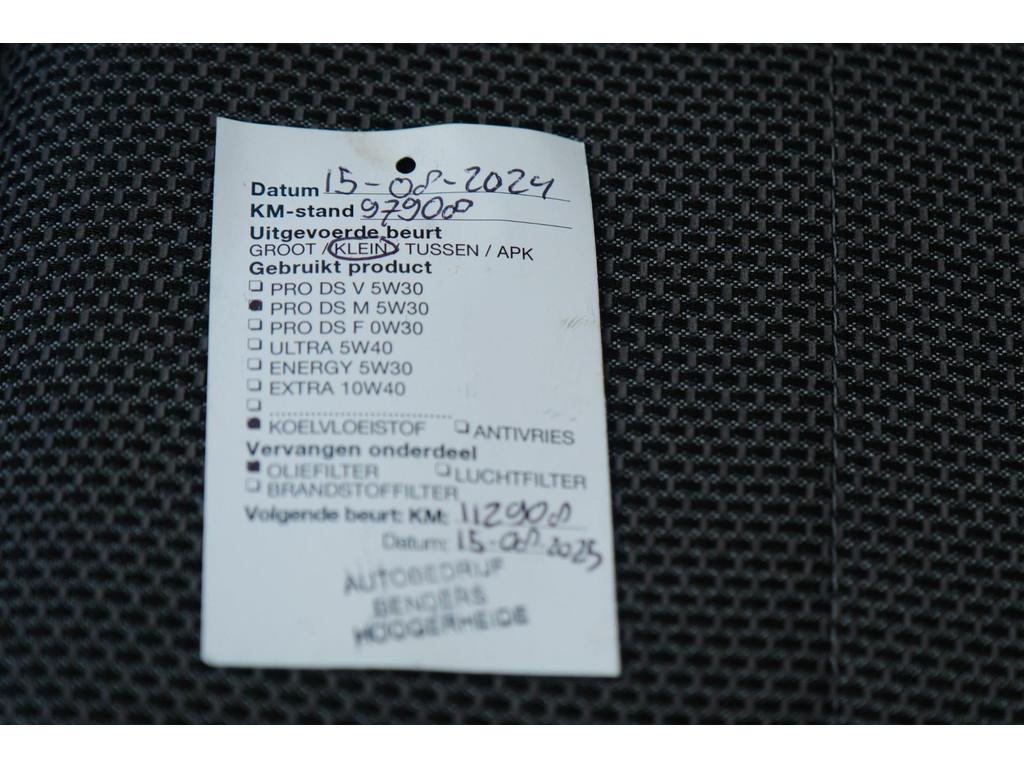 Datum 15-08-2024
KM-stand 97908
Uitgevoerde beurt
GROOT / KLEIN / TUSSEN / APK
Gebruikt product
PRO DS V 5W30
PRO DS M 5W30
PRO DS F 0W30
ULTRA 5W40
ENERGY 5W30
EXTRA 10W40
..............................
KOELVLOEISTOF ANTIVRIES
Vervangen onderdeel
OLIEFILTER LUCHTFILTER
BRANDSTOFFILTER
Volgende beurt: KM: 112908
Datum: 15-08-2025
AUTOBEDRIJF
BENDERS
HOOGERHEIDE